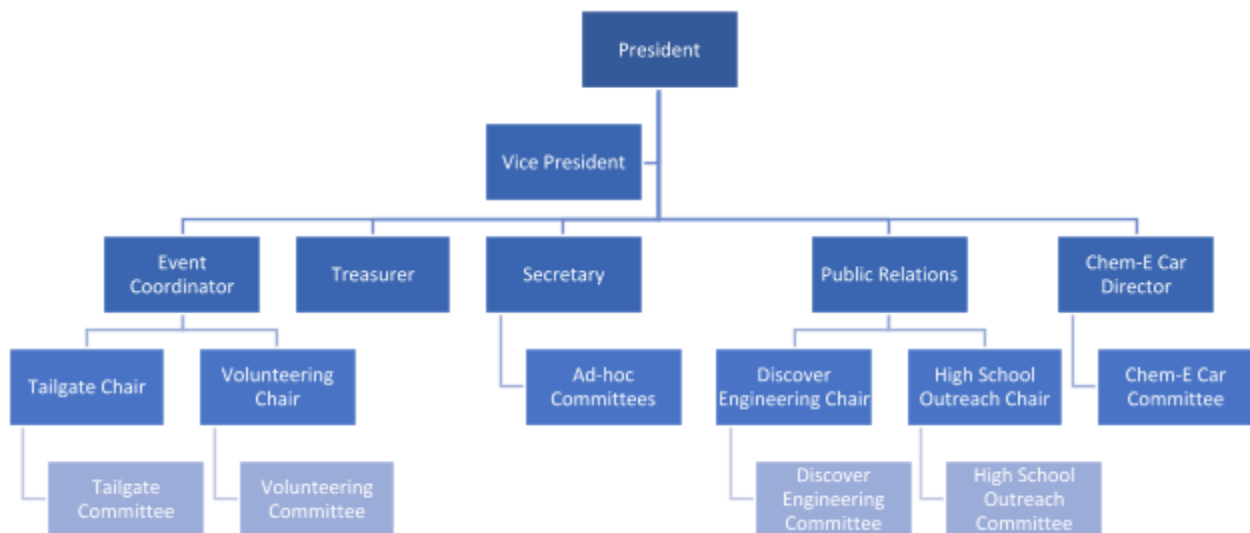 President
Vice President
Event
Coordinator
Treasurer
Secretary
Public Relations
Chem-E Car
Director
Tailgate Chair
Volunteering
Chair
Ad-hoc
Committees
Discover
Engineering Chair
High School
Outreach Chair
Chem-E Car
Committee
Tailgate
Committee
Volunteering
Committee
Discover
Engineering
Committee
High School
Outreach
Committee